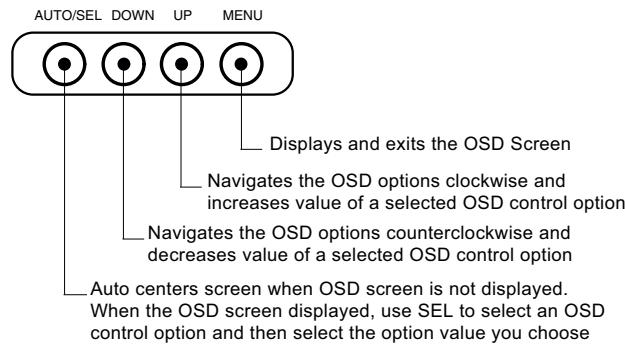 AUTO/SEL DOWN UP MENU
Displays and exits the OSD Screen
Navigates the OSD options clockwise and
increases value of a selected OSD control option
Navigates the OSD options counterclockwise and
decreases value of a selected OSD control option
Auto centers screen when OSD screen is not displayed.
When the OSD screen displayed, use SEL to select an OSD
control option and then select the option value you choose